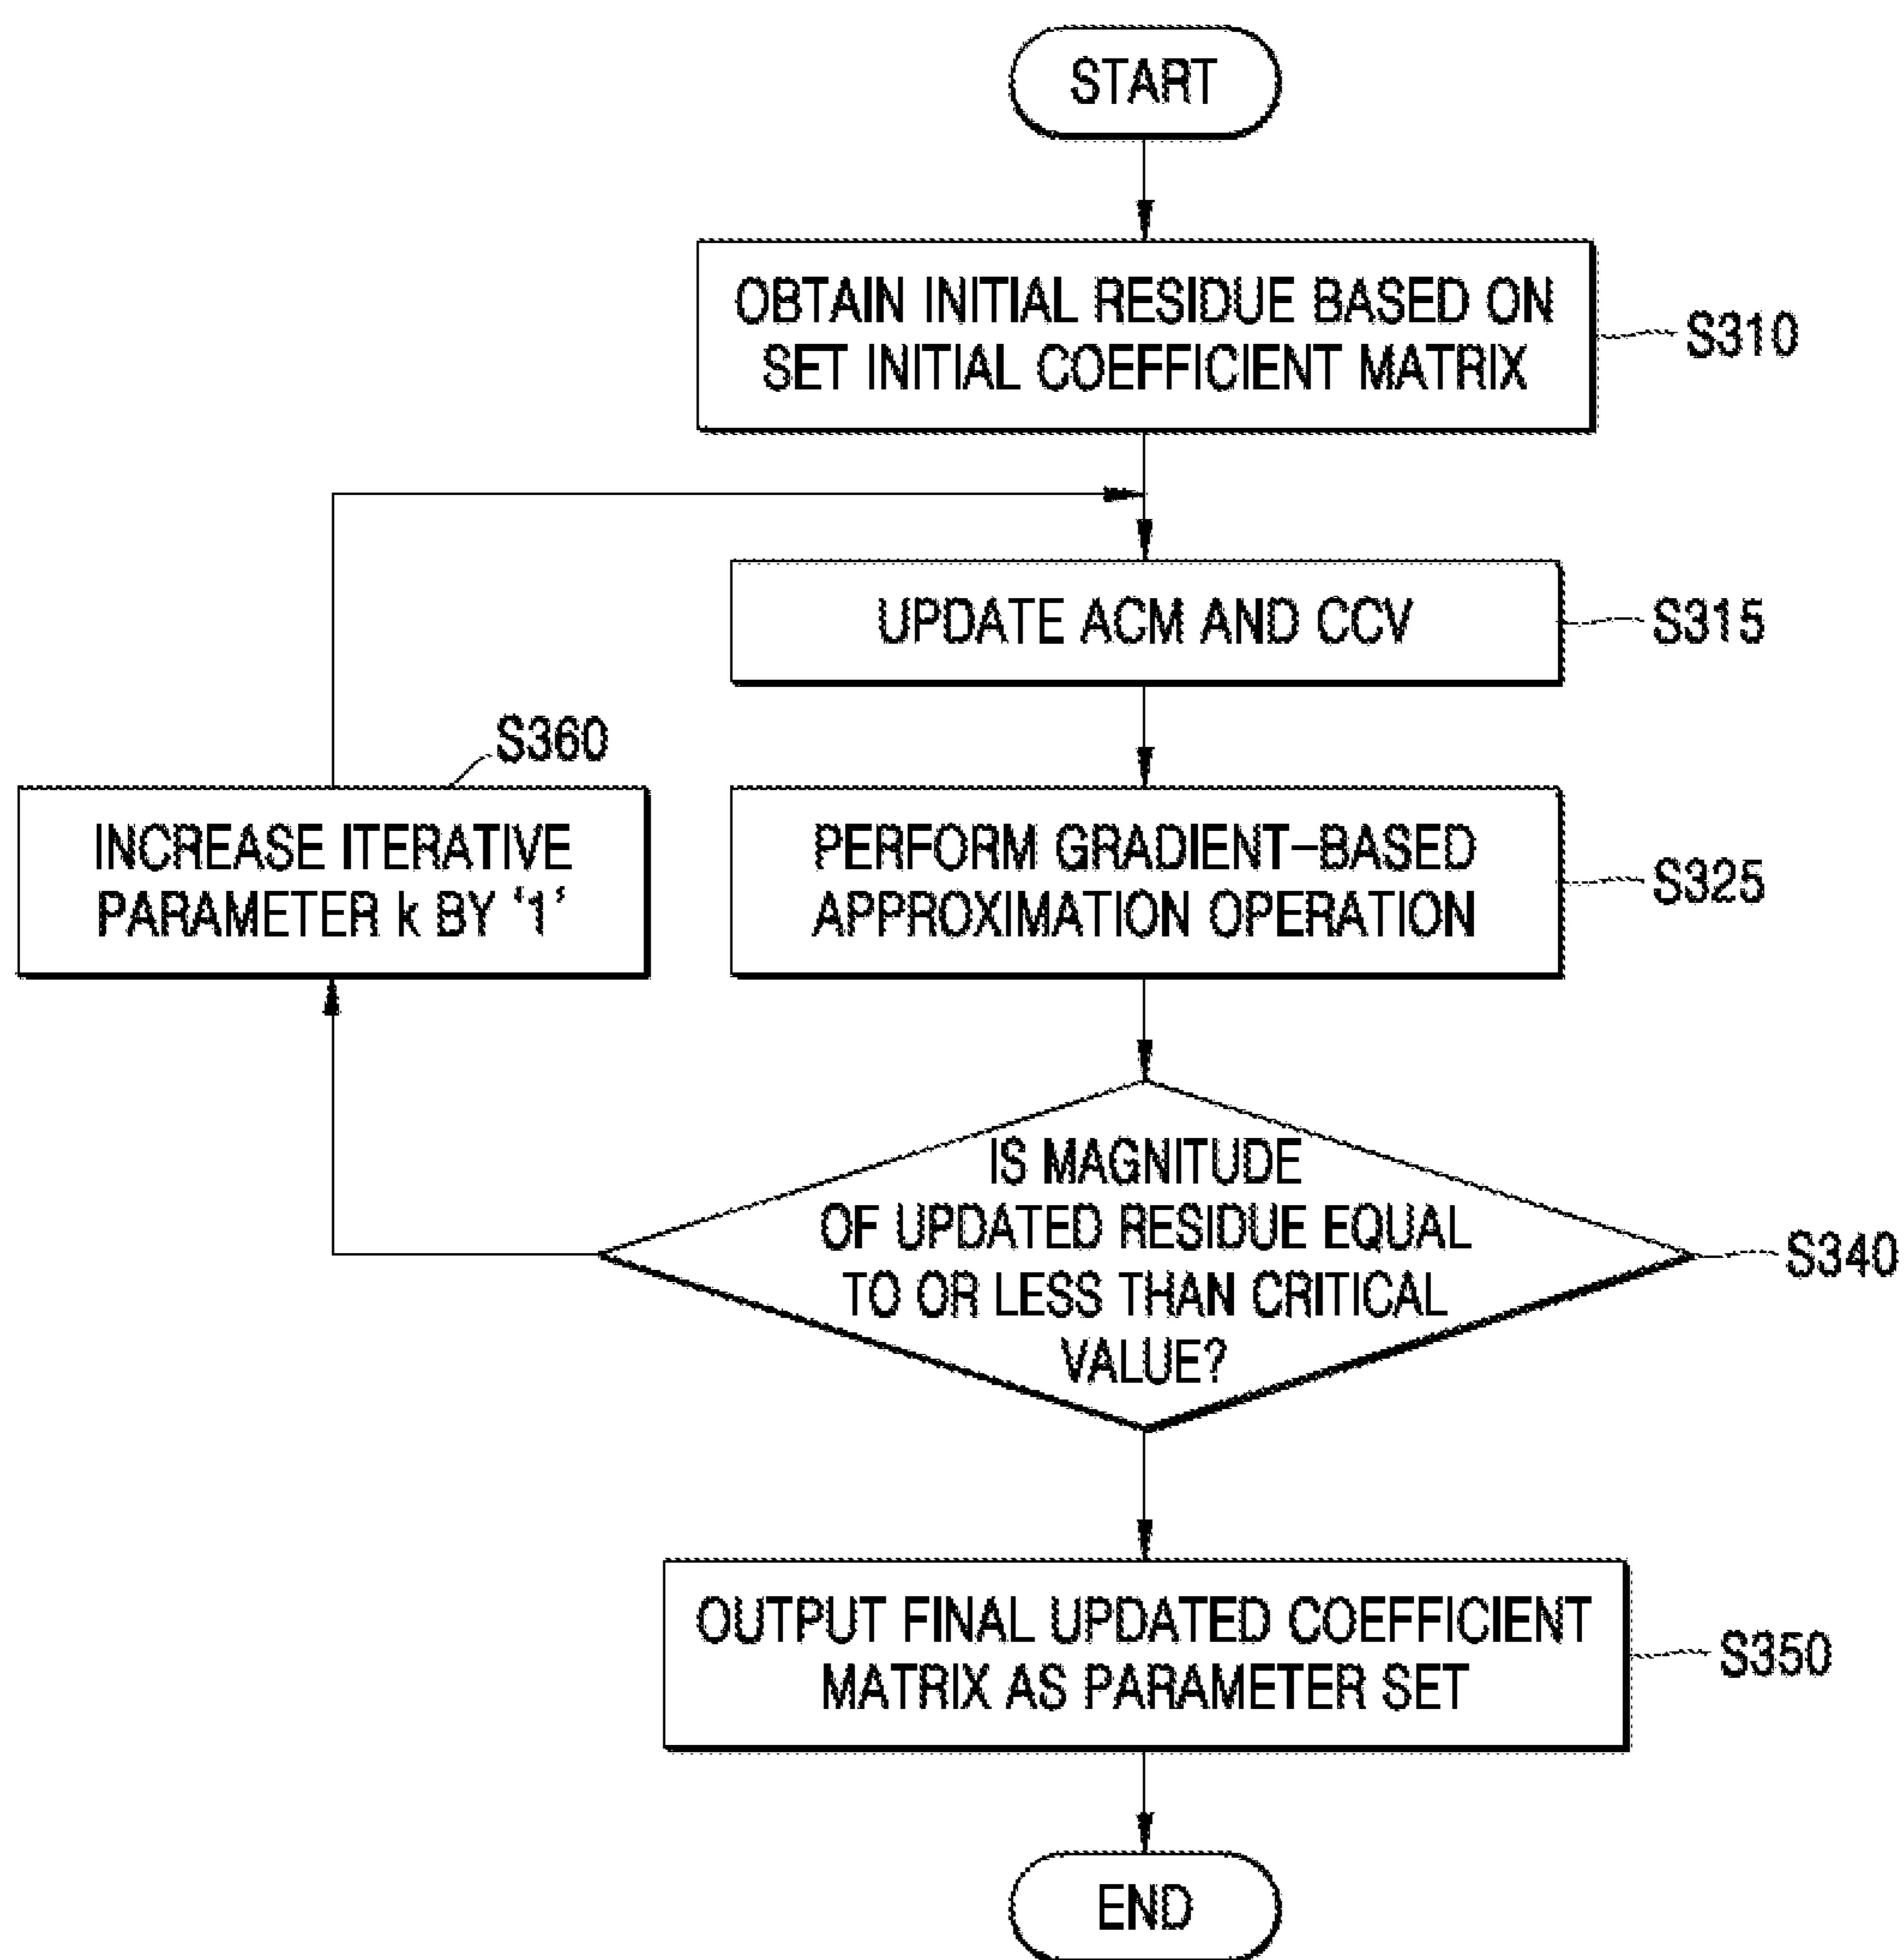 START
OBTAIN INITIAL RESIDUE BASED ON
SET INITIAL COEFFICIENT MATRIX
S310
UPDATE ACM AND CCV
S315
S360
INCREASE ITERATIVE
PARAMETER k BY '1'
PERFORM GRADIENT-BASED
APPROXIMATION OPERATION
S325
IS MAGNITUDE
OF UPDATED RESIDUE EQUAL
TO OR LESS THAN CRITICAL
VALUE?
S340
OUTPUT FINAL UPDATED COEFFICIENT
MATRIX AS PARAMETER SET
S350
END